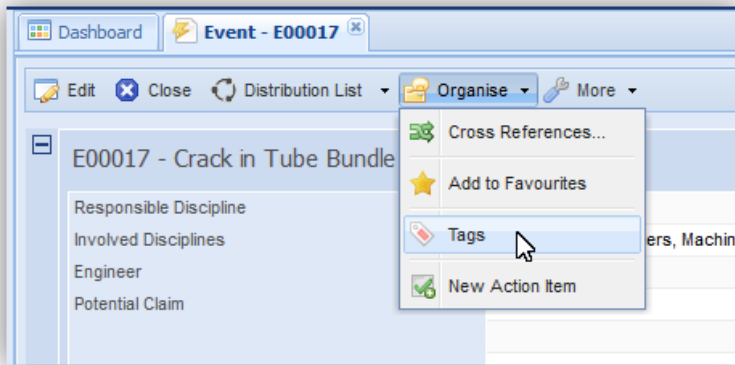 Dashboard Event - E00017
Edit Close Distribution List Organise More
Cross References...
E00017 - Crack in Tube Bundle
Add to Favourites
Responsible Discipline
Tags
Involved Disciplines ers, Machin
Engineer
New Action Item
Potential Claim